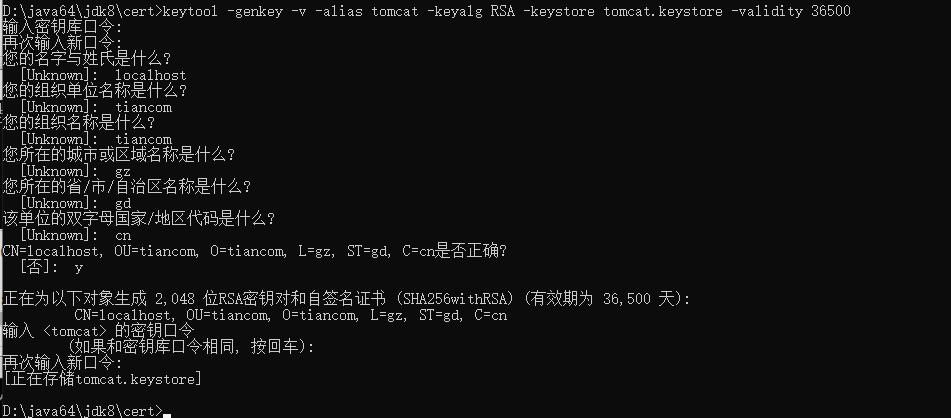 D:\java64\jdk8\cert>keytool -genkey -v -alias tomcat -keyalg RSA -keystore tomcat.keystore -validity 36500
输入密钥库口令:
再次输入新口令:
您的名字与姓氏是什么?
  [Unknown]:  localhost
您的组织单位名称是什么?
  [Unknown]:  tiancom
您的组织名称是什么?
  [Unknown]:  tiancom
您所在的城市或区域名称是什么?
  [Unknown]:  gz
您所在的省/市/自治区名称是什么?
  [Unknown]:  gd
该单位的双字母国家/地区代码是什么?
  [Unknown]:  cn
CN=localhost, OU=tiancom, O=tiancom, L=gz, ST=gd, C=cn是否正确?
  [否]:  y
正在为以下对象生成 2,048 位RSA密钥对和自签名证书 (SHA256withRSA) (有效期为 36,500 天):
         CN=localhost, OU=tiancom, O=tiancom, L=gz, ST=gd, C=cn
输入 <tomcat> 的密钥口令
        (如果和密钥库口令相同, 按回车):
再次输入新口令:
[正在存储tomcat.keystore]
D:\java64\jdk8\cert>